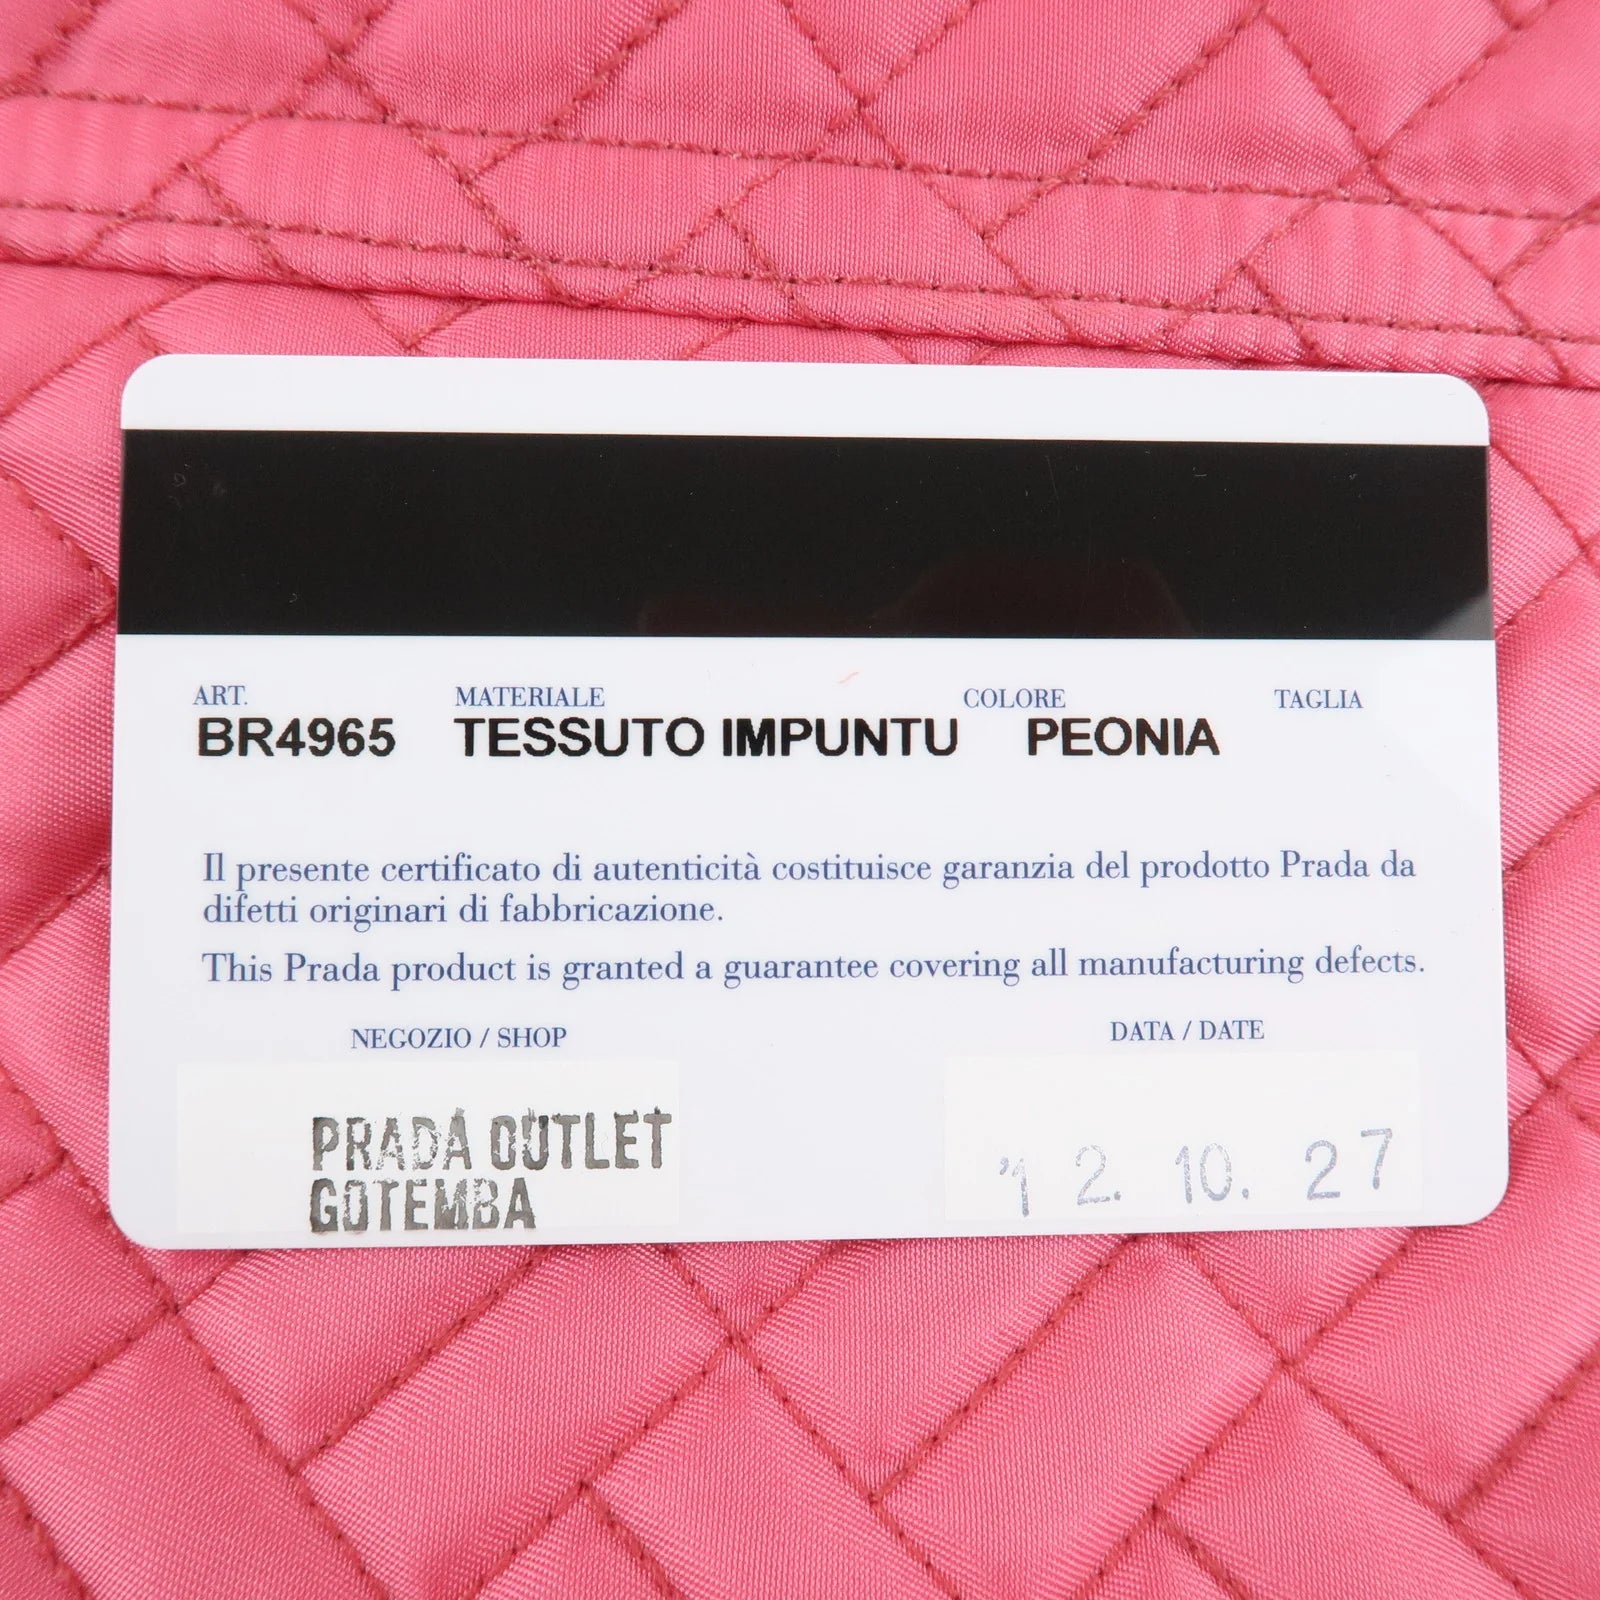 ART. MATERIALE COLORE TAGLIA
BR4965 TESSUTO IMPUNTU PEONIA
Il presente certificato di autenticità costituisce garanzia del prodotto Prada da
difetti originari di fabbricazione.
This Prada product is granted a guarantee covering all manufacturing defects.
NEGOZIO / SHOP DATA / DATE
PRADA OUTLET
GOTEMBA
'12. 10. 27